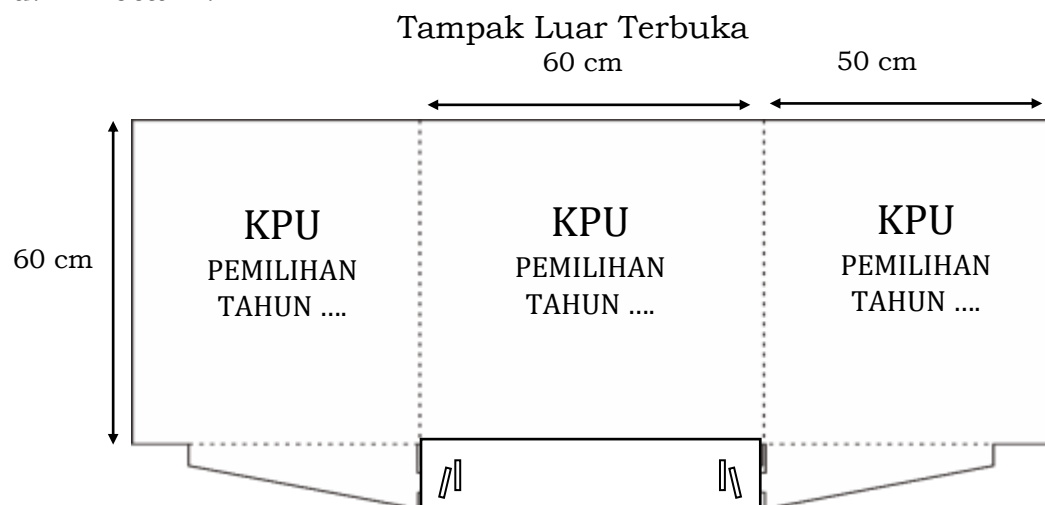 Tampak Luar Terbuka
60 cm
50 cm
60 cm
KPU
PEMILIHAN
TAHUN ....
KPU
PEMILIHAN
TAHUN ....
KPU
PEMILIHAN
TAHUN ....